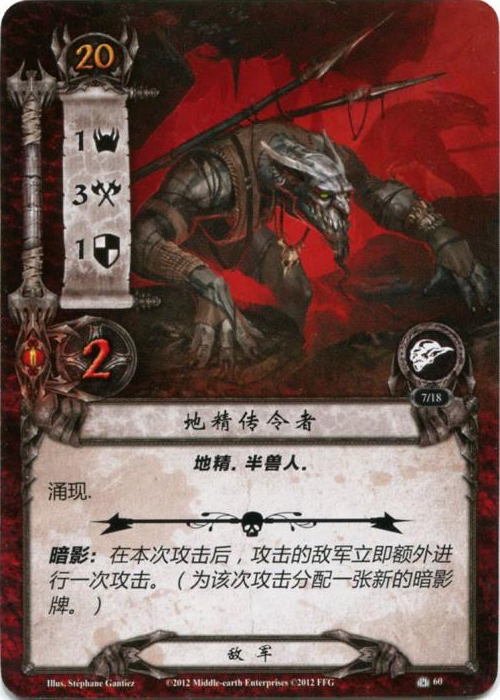 20
1
3
1
2
7/18
地精传令者
地精. 半兽人.
涌现.
暗影：在本次攻击后，攻击的敌军立即额外进
行一次攻击。（为该次攻击分配一张新的暗影
牌。）
敌军
Illus. Stéphane Gantiez ©2012 Middle-earth Enterprises ©2012 FFG 60